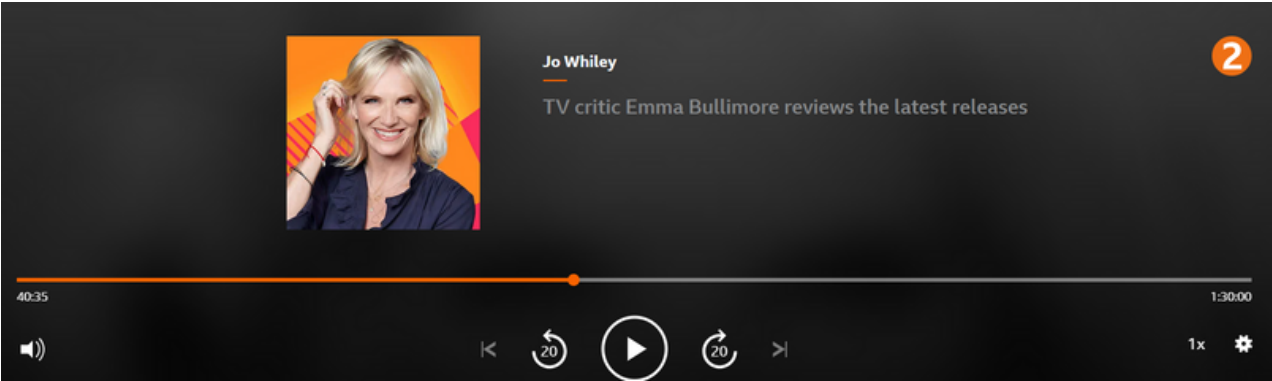 Jo Whiley
2
TV critic Emma Bullimore reviews the latest releases
40:35
1:30:00
20
20
1x